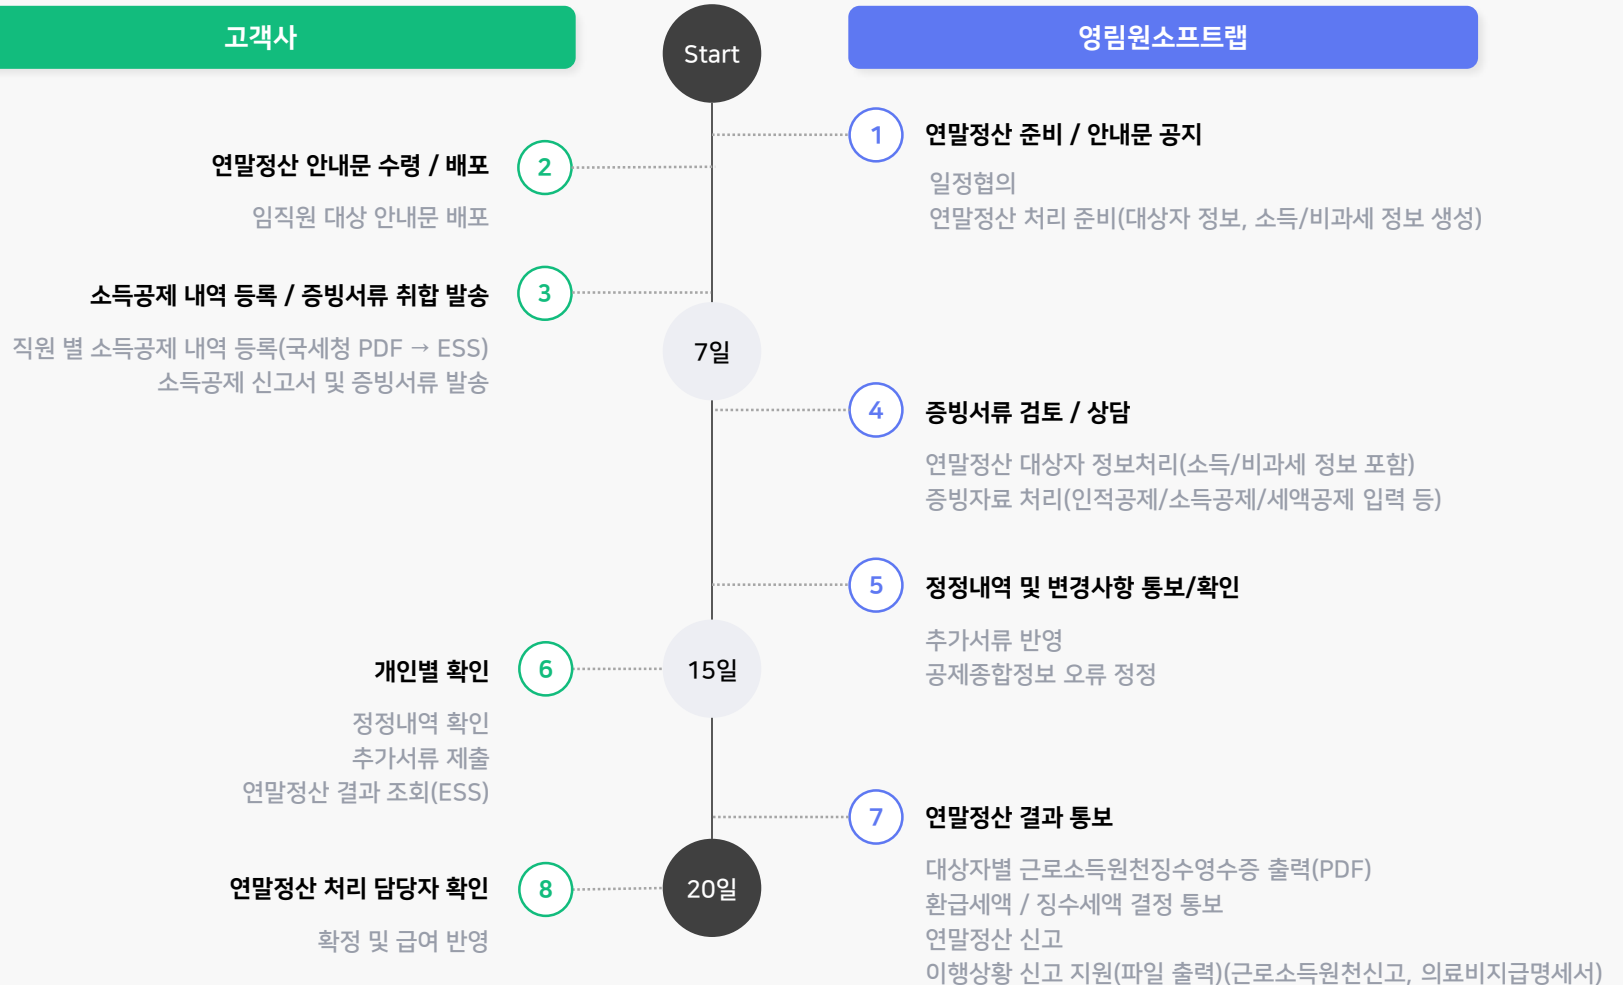 고객사
Start
영림원소프트랩
1
연말정산 준비 / 안내문 공지
일정협의
연말정산 처리 준비(대상자 정보, 소득/비과세 정보 생성)
연말정산 안내문 수령 / 배포
2
임직원 대상 안내문 배포
소득공제 내역 등록 / 증빙서류 취합 발송
3
직원 별 소득공제 내역 등록(국세청 PDF → ESS)
소득공제 신고서 및 증빙서류 발송
7일
4
증빙서류 검토 / 상담
연말정산 대상자 정보처리(소득/비과세 정보 포함)
증빙자료 처리(인적공제/소득공제/세액공제 입력 등)
5
정정내역 및 변경사항 통보/확인
추가서류 반영
공제종합정보 오류 정정
개인별 확인
6
15일
정정내역 확인
추가서류 제출
연말정산 결과 조회(ESS)
7
연말정산 결과 통보
대상자별 근로소득원천징수영수증 출력(PDF)
환급세액 / 징수세액 결정 통보
연말정산 신고
이행상황 신고 지원(파일 출력)(근로소득원천신고, 의료비지급명세서)
연말정산 처리 담당자 확인
8
20일
확정 및 급여 반영